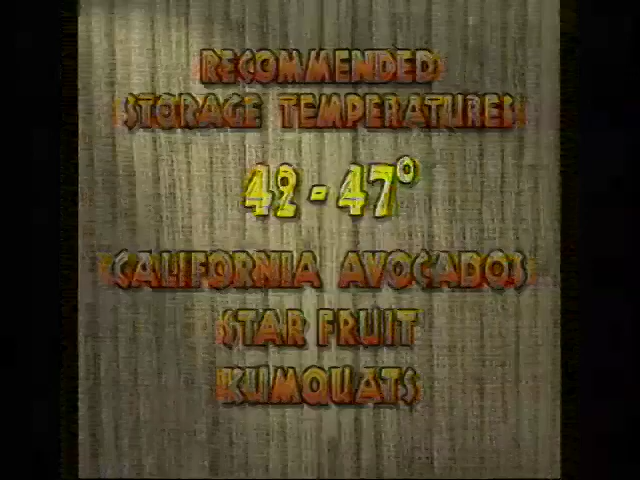 RECOMMENDED
STORAGE TEMPERATURES
42 - 47°
CALIFORNIA AVOCADOS
STAR FRUIT
KUMQUATS